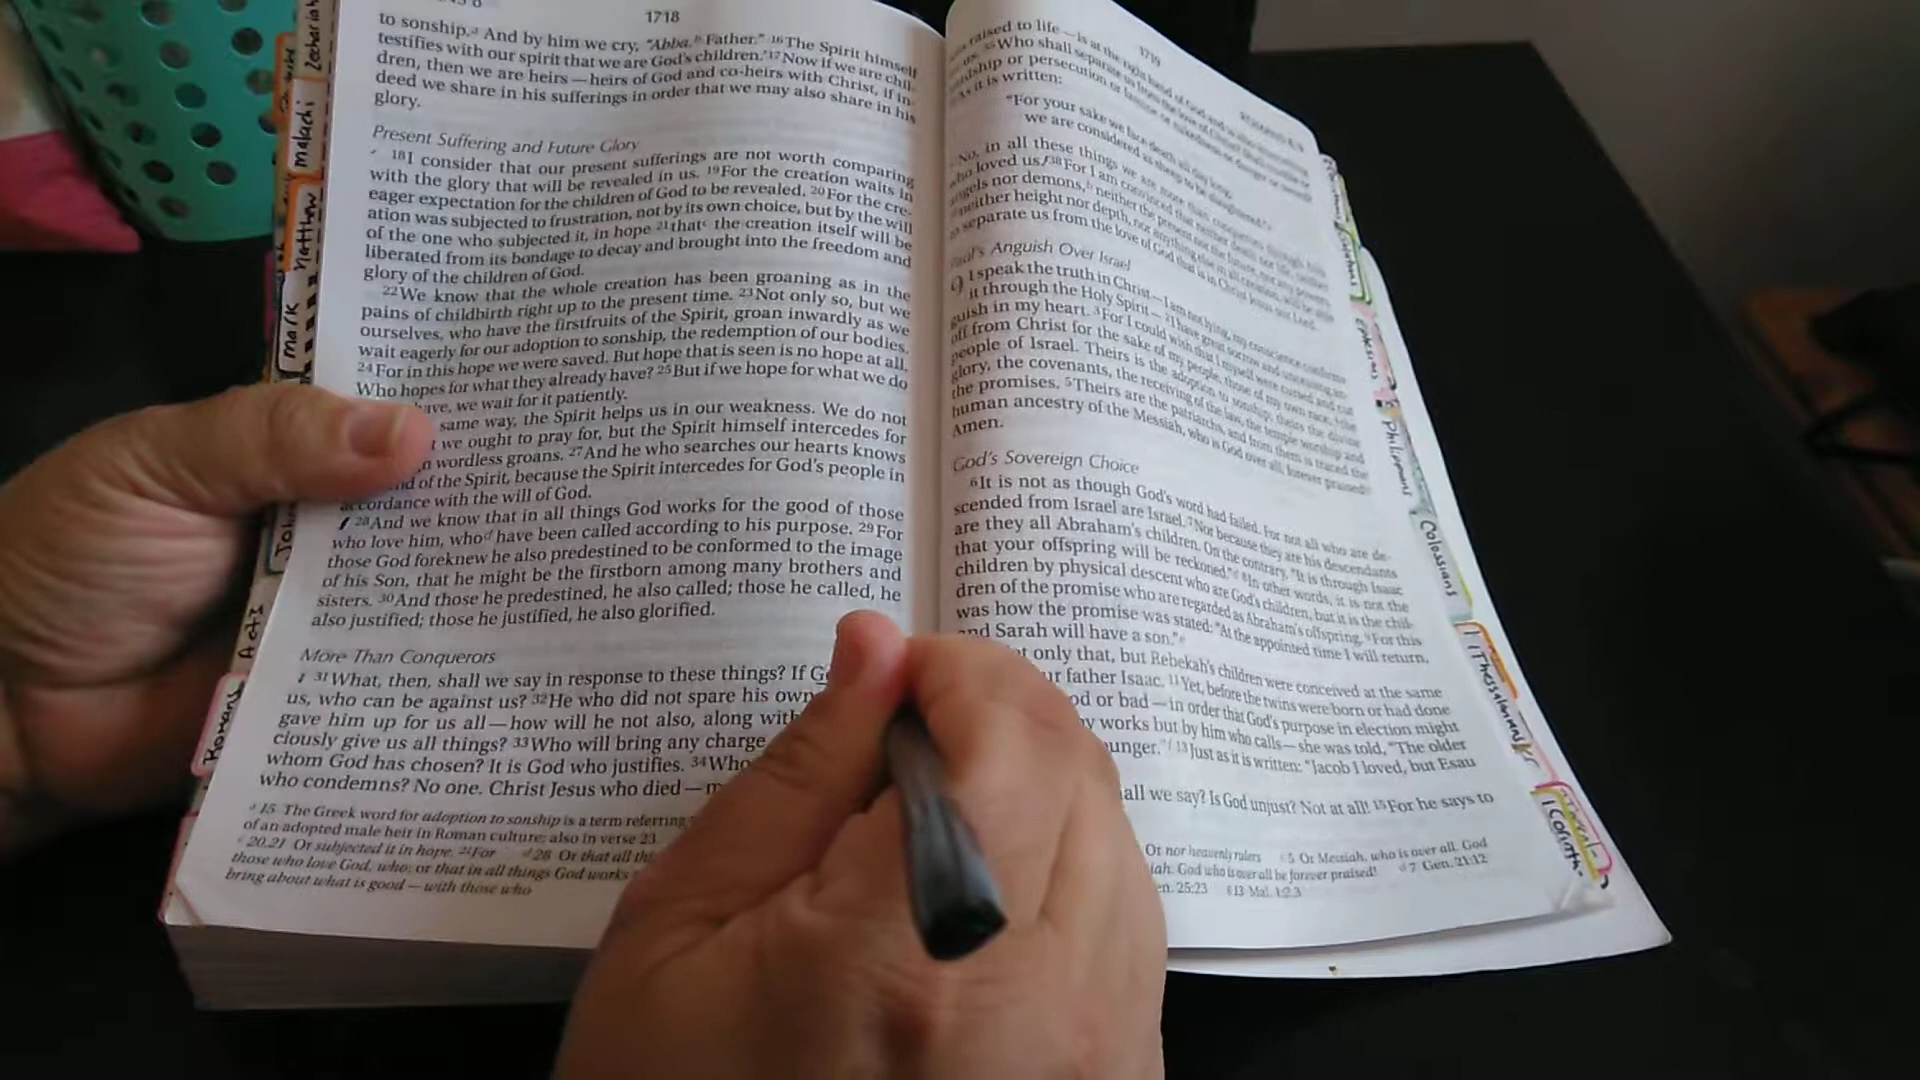 1718
to sonship. And by him we cry, "Abba, Father." 16The Spirit himself
testifies with our spirit that we are God's children. 17Now if we are chil-
dren, then we are heirs—heirs of God and co-heirs with Christ, if in-
deed we share in his sufferings in order that we may also share in his
glory.
Present Suffering and Future Glory
18I consider that our present sufferings are not worth comparing
with the glory that will be revealed in us. 19For the creation waits in
eager expectation for the children of God to be revealed. 20For the cre-
ation was subjected to frustration, not by its own choice, but by the will
of the one who subjected it, in hope 21that the creation itself will be
liberated from its bondage to decay and brought into the freedom and
glory of the children of God.
22We know that the whole creation has been groaning as in the
pains of childbirth right up to the present time. 23Not only so, but we
ourselves, who have the firstfruits of the Spirit, groan inwardly as we
wait eagerly for our adoption to sonship, the redemption of our bodies.
24For in this hope we were saved. But hope that is seen is no hope at all.
Who hopes for what they already have? 25But if we hope for what we do
have, we wait for it patiently.
same way, the Spirit helps us in our weakness. We do not
we ought to pray for, but the Spirit himself intercedes for
wordless groans. 27And he who searches our hearts knows
of the Spirit, because the Spirit intercedes for God's people in
accordance with the will of God.
28And we know that in all things God works for the good of those
who love him, who have been called according to his purpose. 29For
those God foreknew he also predestined to be conformed to the image
of his Son, that he might be the firstborn among many brothers and
sisters. 30And those he predestined, he also called; those he called, he
also justified; those he justified, he also glorified.
More Than Conquerors
31What, then, shall we say in response to these things? If
us, who can be against us? 32He who did not spare his own
gave him up for us all—how will he not also, along with
ciously give us all things? 33Who will bring any charge
whom God has chosen? It is God who justifies. 34Who
who condemns? No one. Christ Jesus who died—
a 15 The Greek word for adoption to sonship is a term referring
of an adopted male heir in Roman culture; also in verse 23.
c 20,21 Or subjected it in hope. 21For d 28 Or that all
those who love God, who; or that in all things God works
bring about what is good—with those who
1719
raised to life—is at the right hand of God and is also
us. 35Who shall separate us from the love of Christ? Shall trouble or
hardship or persecution or famine or nakedness or danger or sword?
As it is written:
"For your sake we face death all day long;
we are considered as sheep to be slaughtered."
No, in all these things we are more than conquerors through him
who loved us. 38For I am convinced that neither death nor life, neither
angels nor demons, neither the present nor the future, nor any powers,
neither height nor depth, nor anything else in all creation, will be able
to separate us from the love of God that is in Christ Jesus our Lord.
Paul's Anguish Over Israel
9 I speak the truth in Christ—I am not lying, my conscience confirms
it through the Holy Spirit—2I have great sorrow and unceasing an-
guish in my heart. 3For I could wish that I myself were cursed and cut
off from Christ for the sake of my people, those of my own race, 4the
people of Israel. Theirs is the adoption to sonship; theirs the divine
glory, the covenants, the receiving of the law, the temple worship and
the promises. 5Theirs are the patriarchs, and from them is traced the
human ancestry of the Messiah, who is God over all, forever praised!
Amen.
God's Sovereign Choice
6It is not as though God's word had failed. For not all who are de-
scended from Israel are Israel. 7Nor because they are his descendants
are they all Abraham's children. On the contrary, "It is through Isaac
that your offspring will be reckoned." 8In other words, it is not the
children by physical descent who are God's children, but it is the chil-
dren of the promise who are regarded as Abraham's offspring. 9For this
was how the promise was stated: "At the appointed time I will return,
and Sarah will have a son."
only that, but Rebekah's children were conceived at the same
father Isaac. 11Yet, before the twins were born or had done
or bad—in order that God's purpose in election might
works but by him who calls—she was told, "The older
13Just as it is written: "Jacob I loved, but Esau
we say? Is God unjust? Not at all! 15For he says to
Or nor heavenly rulers c 5 Or Messiah, who is over all. God
God who is over all be forever praised! d 7 Gen. 21:12
25:23 g 13 Mal. 1:2,3
Zechariah
Malachi
Matthew
Mark
John
Acts
Romans
Ephesians
Philippians
Colossians
1 Thessalonians